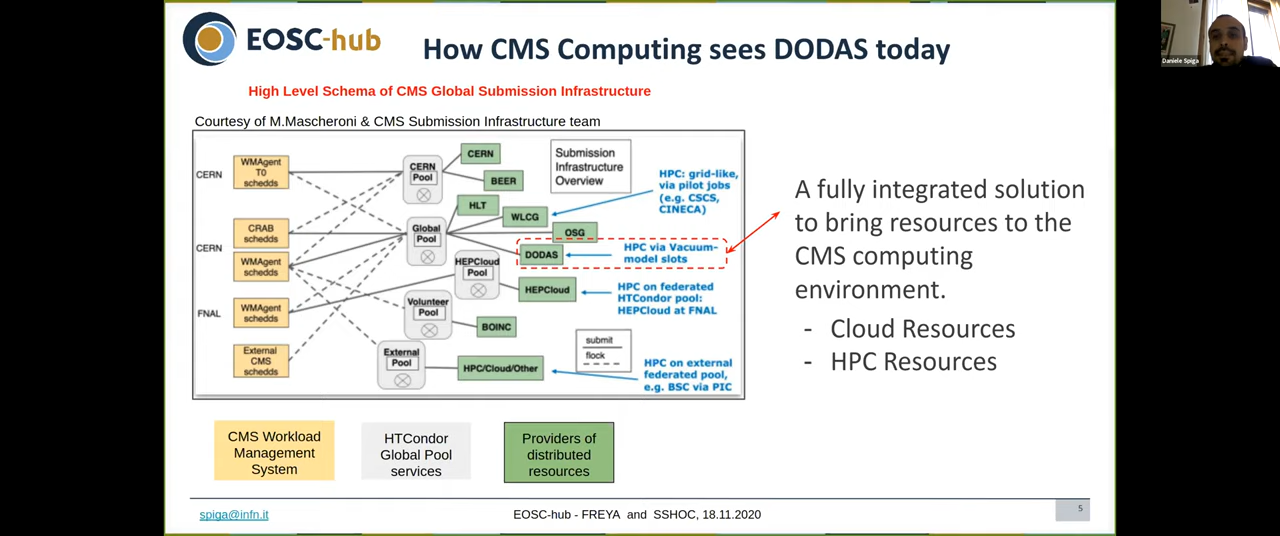 EOSC-hub
How CMS Computing sees DODAS today
High Level Schema of CMS Global Submission Infrastructure
Courtesy of M.Mascheroni & CMS Submission Infrastructure team
CERN
WMAgent
T0
schedds
CERN
Pool
CERN
BEER
Submission
Infrastructure
Overview
HPC: grid-like,
via pilot jobs
(e.g. CSCS,
CINECA)
CERN
CRAB
schedds
WMAgent
schedds
Global
Pool
HLT
WLCG
OSG
DODAS
HPC via Vacuum-
model slots
HEPCloud
Pool
HEPCloud
HPC on federated
HTCondor pool:
HEPCloud at FNAL
FNAL
WMAgent
schedds
Volunteer
Pool
BOINC
submit
flock
External
CMS
schedds
External
Pool
HPC/Cloud/Other
HPC on external
federated pool,
e.g. BSC via PIC
A fully integrated solution
to bring resources to the
CMS computing
environment.
- Cloud Resources
- HPC Resources
CMS Workload
Management
System
HTCondor
Global Pool
services
Providers of
distributed
resources
spiga@infn.it
EOSC-hub - FREYA and SSHOC, 18.11.2020
5
Daniele Spiga